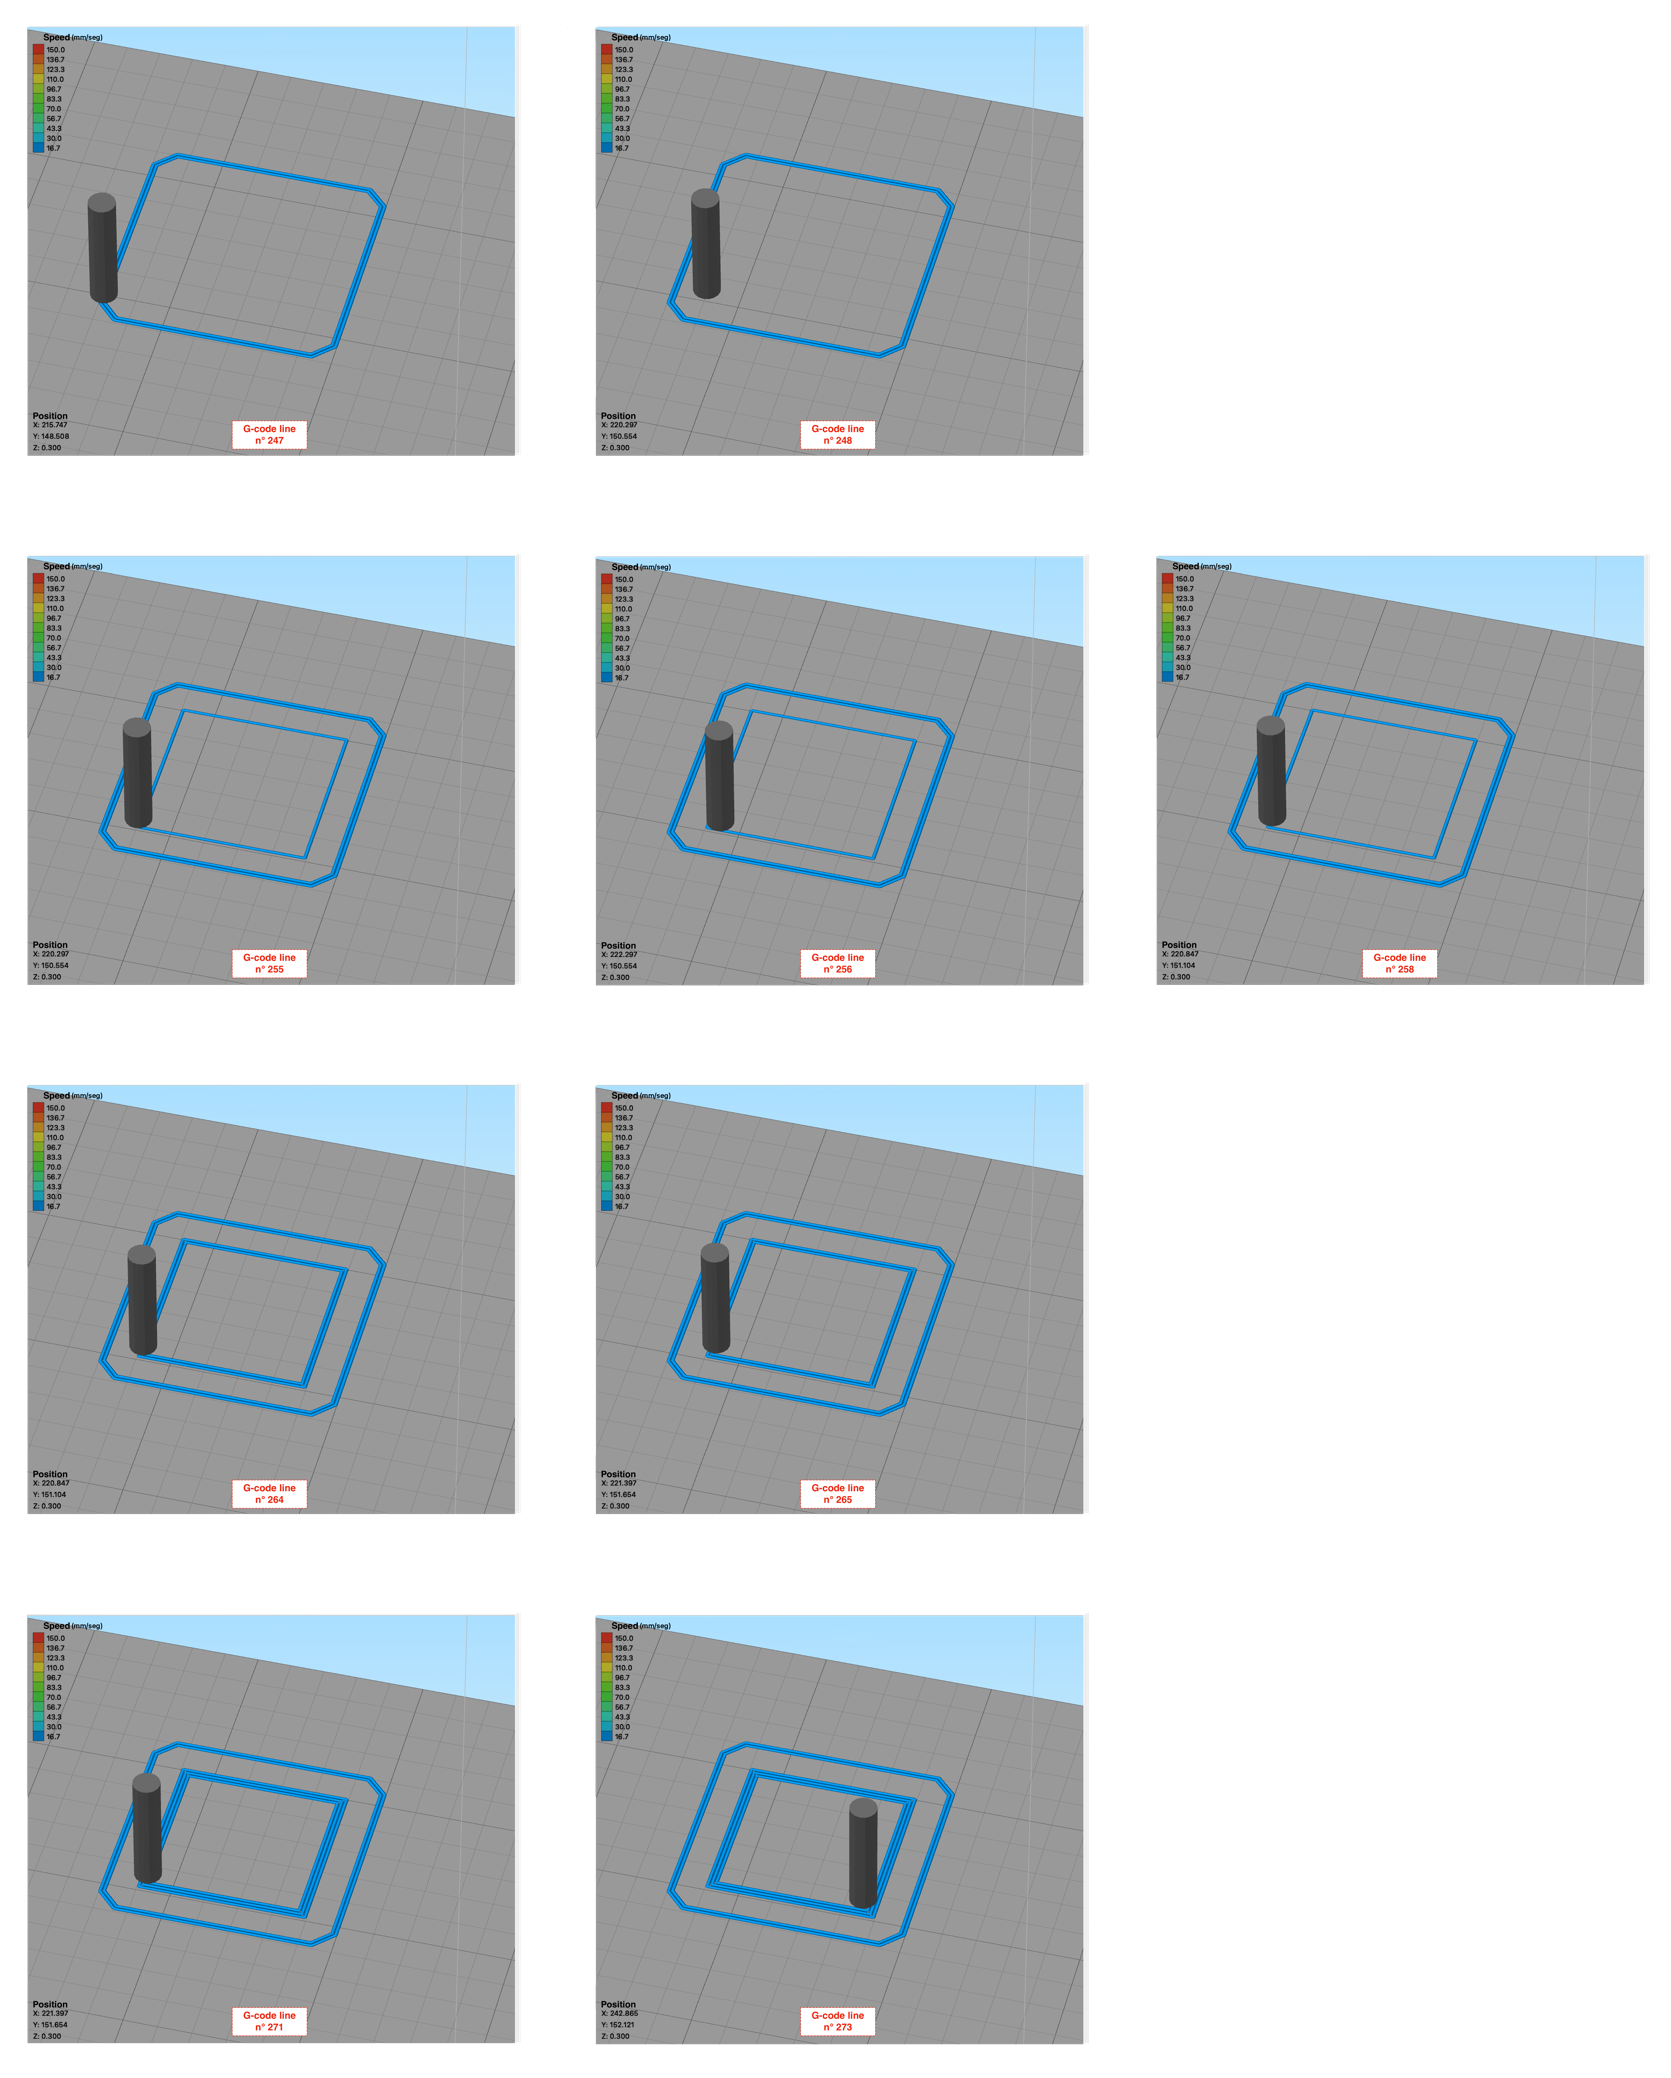 Speed (mm/seg)
150.0
136.7
123.3
110.0
96.7
83.3
70.0
56.7
43.3
30.0
16.7
Position
X: 215.747
Y: 148.508
Z: 0.300
G-code line
n° 247
Speed (mm/seg)
150.0
136.7
123.3
110.0
96.7
83.3
70.0
56.7
43.3
30.0
16.7
Position
X: 220.297
Y: 150.554
Z: 0.300
G-code line
n° 248
Speed (mm/seg)
150.0
136.7
123.3
110.0
96.7
83.3
70.0
56.7
43.3
30.0
16.7
Position
X: 220.297
Y: 150.554
Z: 0.300
G-code line
n° 255
Speed (mm/seg)
150.0
136.7
123.3
110.0
96.7
83.3
70.0
56.7
43.3
30.0
16.7
Position
X: 222.297
Y: 150.554
Z: 0.300
G-code line
n° 256
Speed (mm/seg)
150.0
136.7
123.3
110.0
96.7
83.3
70.0
56.7
43.3
30.0
16.7
Position
X: 220.847
Y: 151.104
Z: 0.300
G-code line
n° 258
Speed (mm/seg)
150.0
136.7
123.3
110.0
96.7
83.3
70.0
56.7
43.3
30.0
16.7
Position
X: 220.847
Y: 151.104
Z: 0.300
G-code line
n° 264
Speed (mm/seg)
150.0
136.7
123.3
110.0
96.7
83.3
70.0
56.7
43.3
30.0
16.7
Position
X: 221.397
Y: 151.654
Z: 0.300
G-code line
n° 265
Speed (mm/seg)
150.0
136.7
123.3
110.0
96.7
83.3
70.0
56.7
43.3
30.0
16.7
Position
X: 221.397
Y: 151.654
Z: 0.300
G-code line
n° 271
Speed (mm/seg)
150.0
136.7
123.3
110.0
96.7
83.3
70.0
56.7
43.3
30.0
16.7
Position
X: 242.865
Y: 152.121
Z: 0.300
G-code line
n° 273